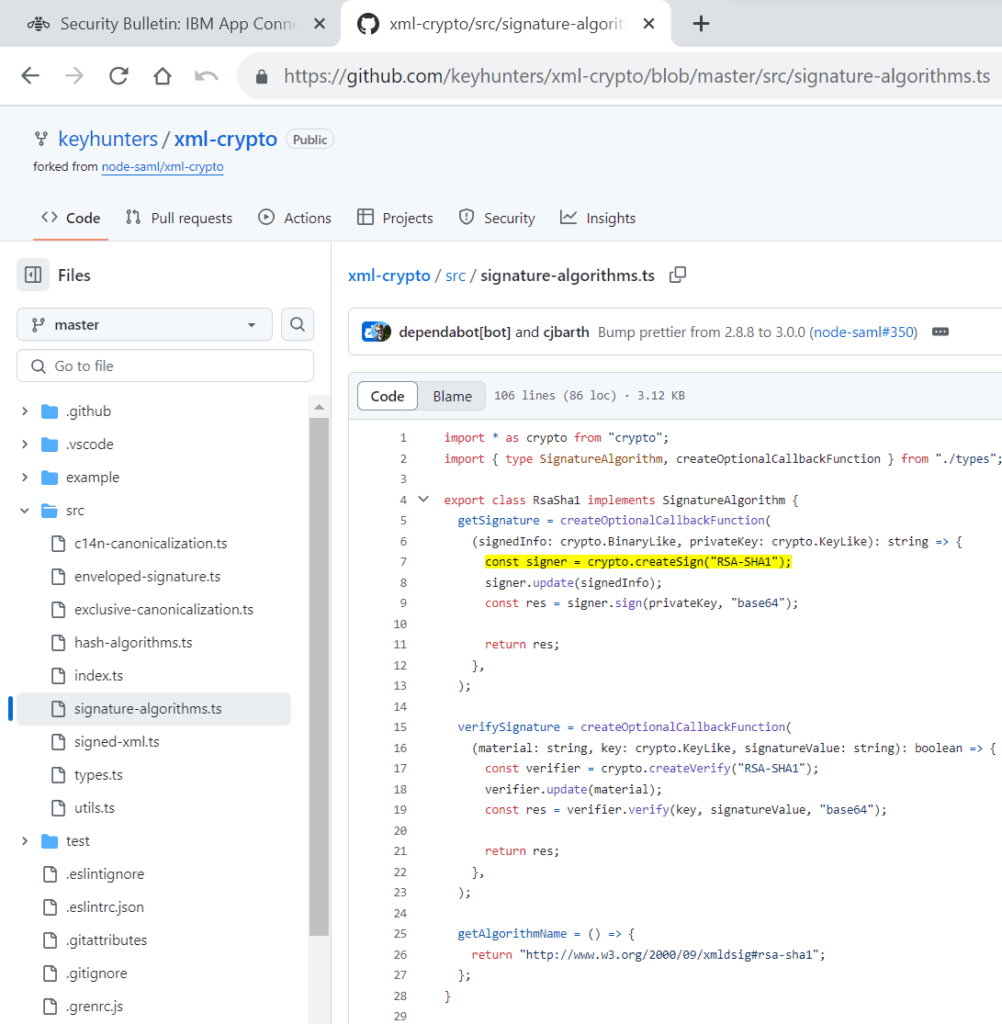 Security Bulletin: IBM App Conne
xml-crypto/src/signature-algorit
https://github.com/keyhunters/xml-crypto/blob/master/src/signature-algorithms.ts
keyhunters / xml-crypto Public
forked from node-saml/xml-crypto
Code Pull requests Actions Projects Security Insights
Files
master
Go to file
.github
.vscode
example
src
c14n-canonicalization.ts
enveloped-signature.ts
exclusive-canonicalization.ts
hash-algorithms.ts
index.ts
signature-algorithms.ts
signed-xml.ts
types.ts
utils.ts
test
.eslintignore
.eslintrc.json
.gitattributes
.gitignore
.grenrc.js
xml-crypto / src / signature-algorithms.ts
dependabot[bot] and cjbarth Bump prettier from 2.8.8 to 3.0.0 (node-saml#350)
Code Blame 106 lines (86 loc) · 3.12 KB
1 import * as crypto from "crypto";
2 import { type SignatureAlgorithm, createOptionalCallbackFunction } from "./types";
3
4 export class RsaSha1 implements SignatureAlgorithm {
5 getSignature = createOptionalCallbackFunction(
6 (signedInfo: crypto.BinaryLike, privateKey: crypto.KeyLike): string => {
7 const signer = crypto.createSign("RSA-SHA1");
8 signer.update(signedInfo);
9 const res = signer.sign(privateKey, "base64");
10
11 return res;
12 },
13 );
14
15 verifySignature = createOptionalCallbackFunction(
16 (material: string, key: crypto.KeyLike, signatureValue: string): boolean => {
17 const verifier = crypto.createVerify("RSA-SHA1");
18 verifier.update(material);
19 const res = verifier.verify(key, signatureValue, "base64");
20
21 return res;
22 },
23 );
24
25 getAlgorithmName = () => {
26 return "http://www.w3.org/2000/09/xmldsig#rsa-sha1";
27 };
28 }
29